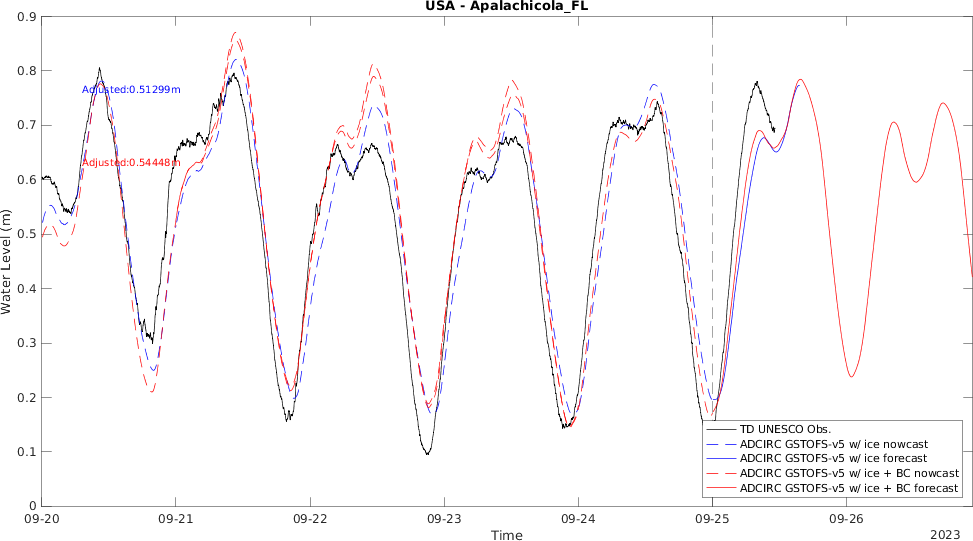 USA - Apalachicola_FL
0.9
0.8
0.7
0.6
0.5
0.4
0.3
0.2
0.1
0
Water Level (m)
Adjusted:0.51299m
Adjusted:0.54448m
TD UNESCO Obs.
ADCIRC GSTOFS-v5 w/ ice nowcast
ADCIRC GSTOFS-v5 w/ ice forecast
ADCIRC GSTOFS-v5 w/ ice + BC nowcast
ADCIRC GSTOFS-v5 w/ ice + BC forecast
09-20 09-21 09-22 09-23 09-24 09-25 09-26
Time
2023